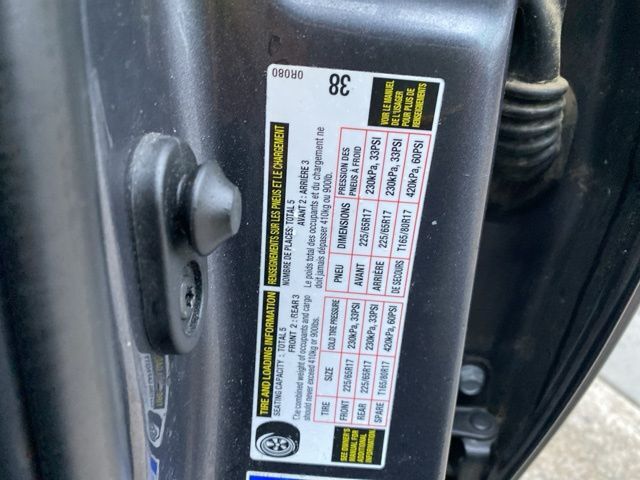 TIRE AND LOADING INFORMATION
SEATING CAPACITY : TOTAL 5
FRONT 2 : REAR 3
The combined weight of occupants and cargo
should never exceed 410kg or 900lbs.
TIRE SIZE COLD TIRE PRESSURE
FRONT 225/65R17 230kPa, 33PSI
REAR 225/65R17 230kPa, 33PSI
SPARE T165/80R17 420kPa, 60PSI
SEE OWNER'S
MANUAL FOR
ADDITIONAL
INFORMATION
RENSEIGNEMENTS SUR LES PNEUS ET LE CHARGEMENT
NOMBRE DE PLACES: TOTAL 5
AVANT 2 : ARRIÈRE 3
Le poids total des occupants et du chargement ne
doit jamais dépasser 410kg ou 900lb.
PNEU DIMENSIONS PRESSION DES
PNEUS À FROID
AVANT 225/65R17 230kPa, 33PSI
ARRIÈRE 225/65R17 230kPa, 33PSI
DE SECOURS T165/80R17 420kPa, 60PSI
VOIR LE MANUEL
DE L'USAGER
POUR PLUS DE
RENSEIGNEMENTS
38
0R080